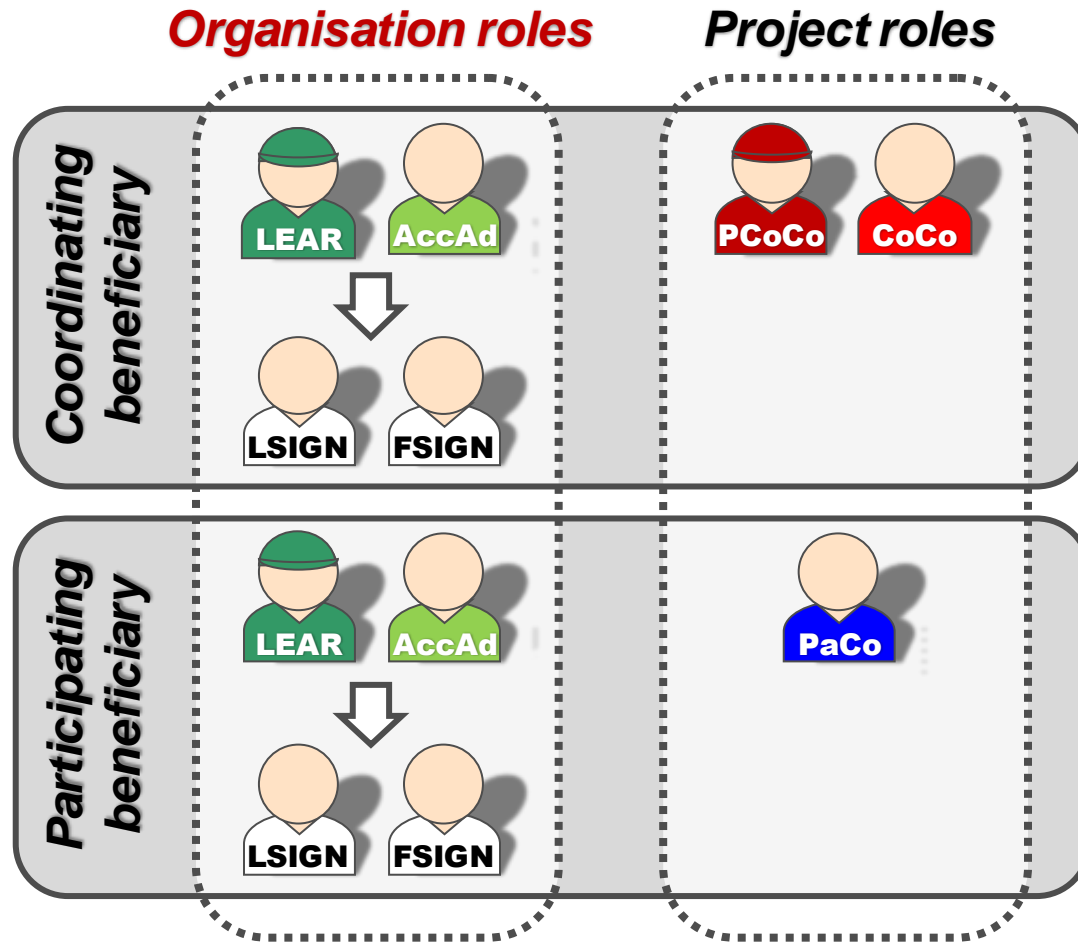 Organisation roles
Project roles
Coordinating
beneficiary
LEAR
AccAd
PCoCo
CoCo
LSIGN
FSIGN
Participating
beneficiary
LEAR
AccAd
PaCo
LSIGN
FSIGN